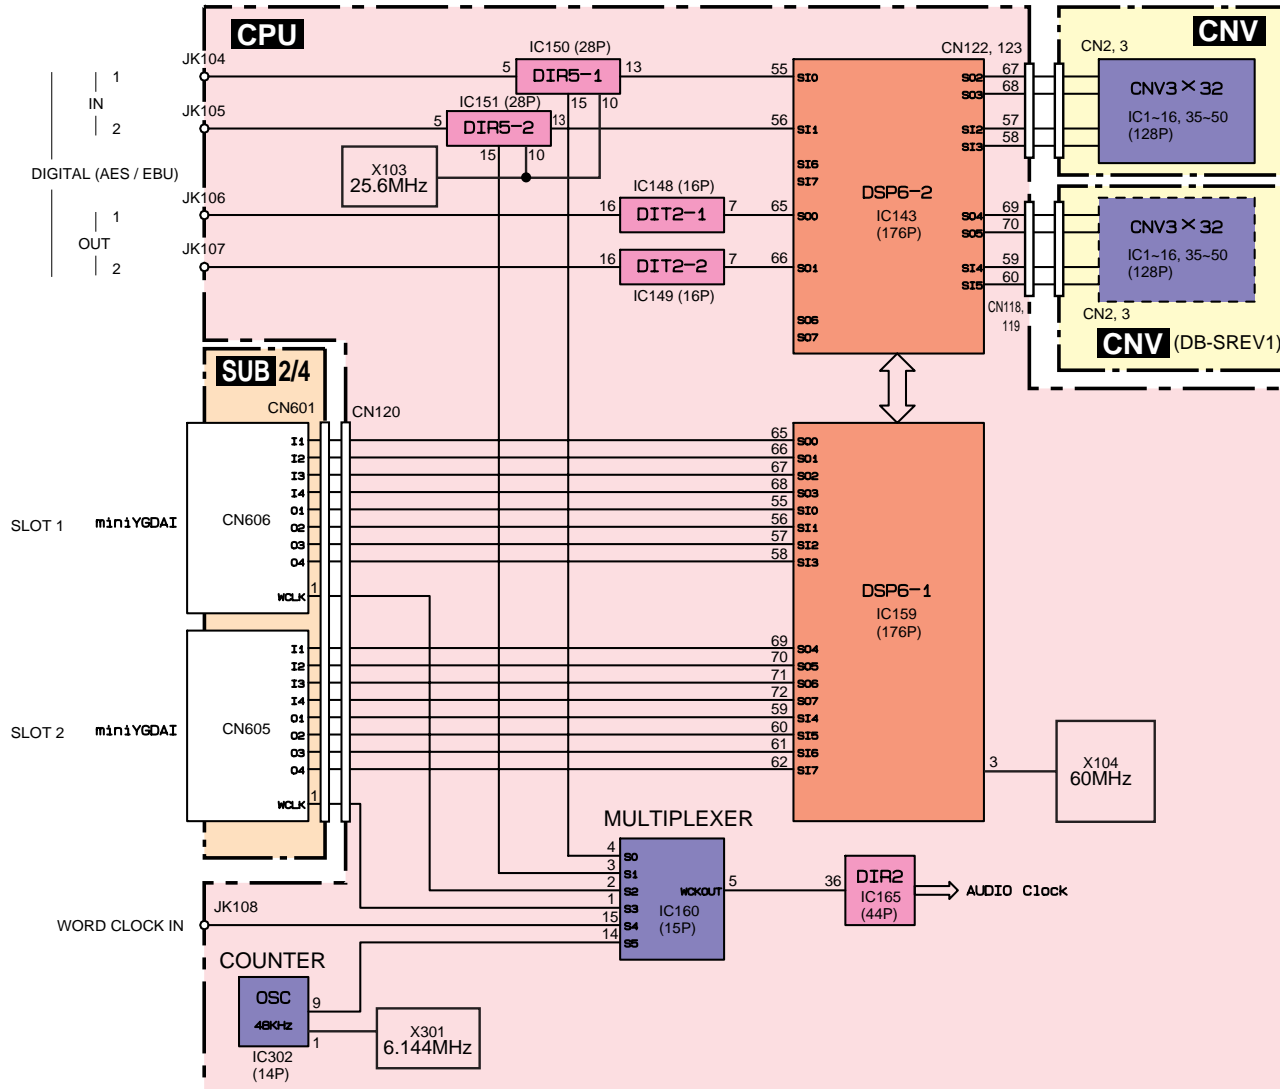 CPU
CNV
IC150 (28P)
CN122, 123
CN2, 3
JK104
1
5
DIR5-1
13
55
SI0
SO2
67
SO3
68
CNV3 × 32
IC1~16, 35~50
(128P)
IN
15
10
IC151 (28P)
JK105
2
5
DIR5-2
13
56
SI1
SI2
57
SI3
58
15
10
X103
25.6MHz
SI6
SI7
DIGITAL (AES / EBU)
DSP6-2
IC143
(176P)
IC148 (16P)
JK106
1
16
DIT2-1
7
65
SO0
SO4
69
SO5
70
CNV3 × 32
IC1~16, 35~50
(128P)
OUT
JK107
2
16
DIT2-2
7
66
SO1
SI4
59
SI5
60
IC149 (16P)
CN118,
119
CN2, 3
SO6
SO7
CNV (DB-SREV1)
SUB 2/4
CN601
CN120
I1
65
SO0
I2
66
SO1
I3
67
SO2
I4
68
SO3
O1
55
SI0
O2
56
SI1
O3
57
SI2
O4
58
SI3
SLOT 1
miniYGDAI
CN606
WCLK
1
DSP6-1
IC159
(176P)
I1
69
SO4
I2
70
SO5
I3
71
SO6
I4
72
SO7
O1
59
SI4
O2
60
SI5
O3
61
SI6
O4
62
SI7
SLOT 2
miniYGDAI
CN605
WCLK
1
3
X104
60MHz
MULTIPLEXER
4
S0
3
S1
2
S2
1
S3
15
S4
14
S5
WCKOUT
5
IC160
(15P)
36
DIR2
IC165
(44P)
AUDIO Clock
WORD CLOCK IN
JK108
COUNTER
OSC
48KHz
9
1
IC302
(14P)
X301
6.144MHz